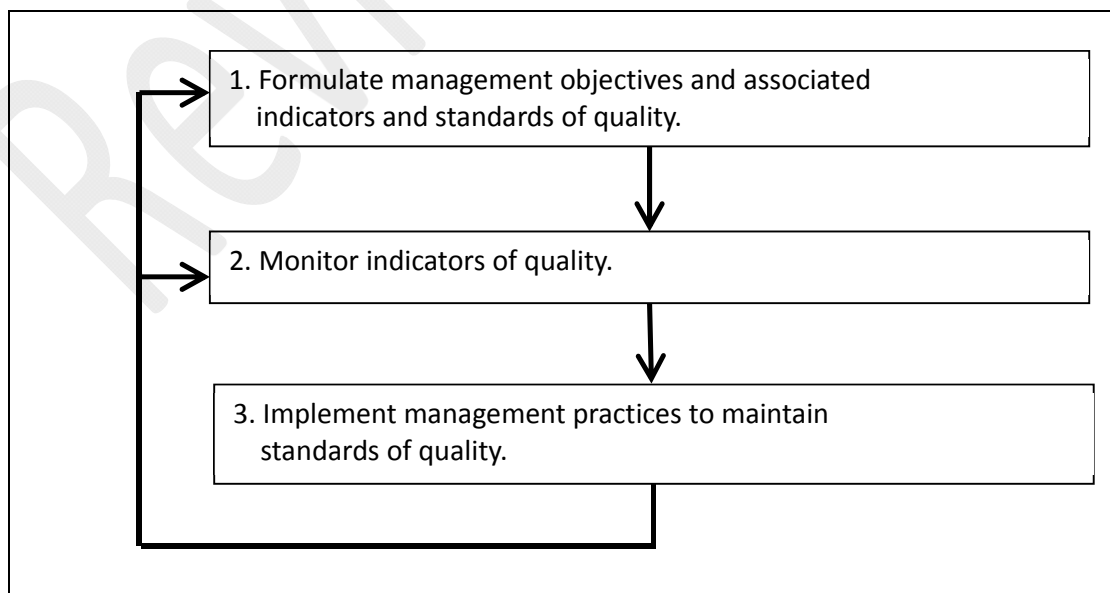 Rev
1. Formulate management objectives and associated
indicators and standards of quality.
2. Monitor indicators of quality.
3. Implement management practices to maintain
standards of quality.